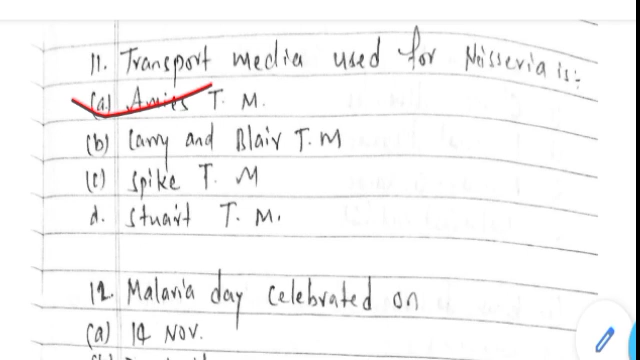 11. Transport media used for Neisseria is:-
(a) Amies T. M.
(b) Carry and Blair T. M
(c) Spike T. M
d. Stuart T. M.
12. Malaria day celebrated on
(a) 14 Nov.